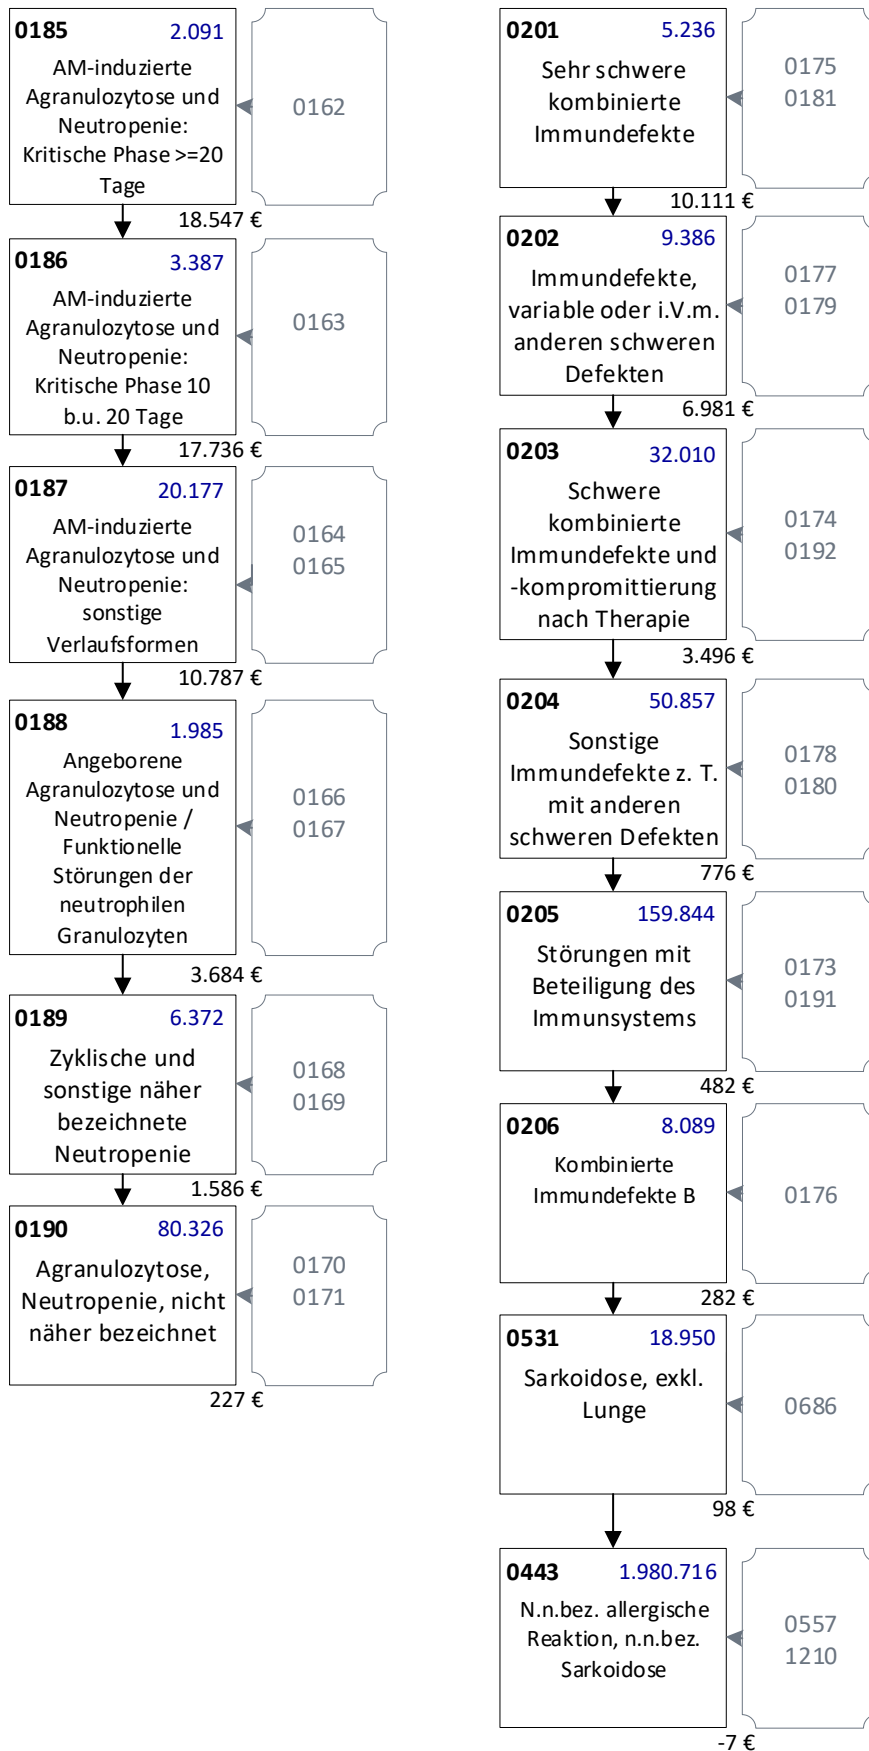 0185 2.091
AM-induzierte
Agranulozytose und
Neutropenie:
Kritische Phase >=20
Tage
0162
18.547 €
0186 3.387
AM-induzierte
Agranulozytose und
Neutropenie:
Kritische Phase 10
b.u. 20 Tage
0163
17.736 €
0187 20.177
AM-induzierte
Agranulozytose und
Neutropenie:
sonstige
Verlaufsformen
0164
0165
10.787 €
0188 1.985
Angeborene
Agranulozytose und
Neutropenie /
Funktionelle
Störungen der
neutrophilen
Granulozyten
0166
0167
3.684 €
0189 6.372
Zyklische und
sonstige näher
bezeichnete
Neutropenie
0168
0169
1.586 €
0190 80.326
Agranulozytose,
Neutropenie, nicht
näher bezeichnet
0170
0171
227 €
0201 5.236
Sehr schwere
kombinierte
Immundefekte
0175
0181
10.111 €
0202 9.386
Immundefekte,
variable oder i.V.m.
anderen schweren
Defekten
0177
0179
6.981 €
0203 32.010
Schwere
kombinierte
Immundefekte und
-kompromittierung
nach Therapie
0174
0192
3.496 €
0204 50.857
Sonstige
Immundefekte z. T.
mit anderen
schweren Defekten
0178
0180
776 €
0205 159.844
Störungen mit
Beteiligung des
Immunsystems
0173
0191
482 €
0206 8.089
Kombinierte
Immundefekte B
0176
282 €
0531 18.950
Sarkoidose, exkl.
Lunge
0686
98 €
0443 1.980.716
N.n.bez. allergische
Reaktion, n.n.bez.
Sarkoidose
0557
1210
-7 €